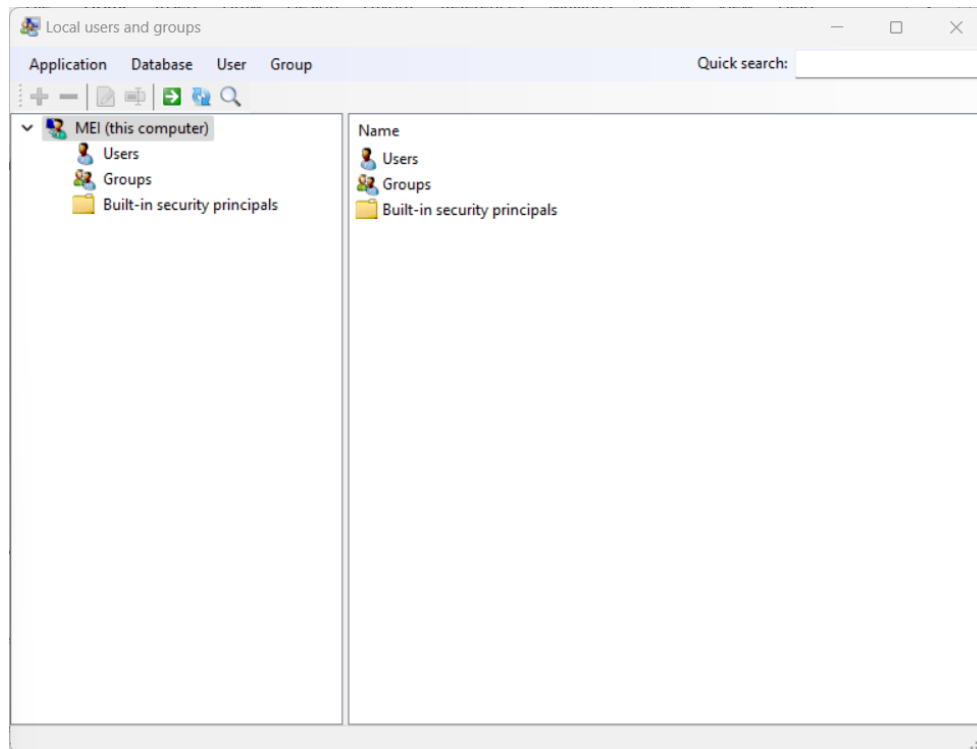 Local users and groups
Application Database User Group Quick search:
MEI (this computer)
Users
Groups
Built-in security principals
Name
Users
Groups
Built-in security principals